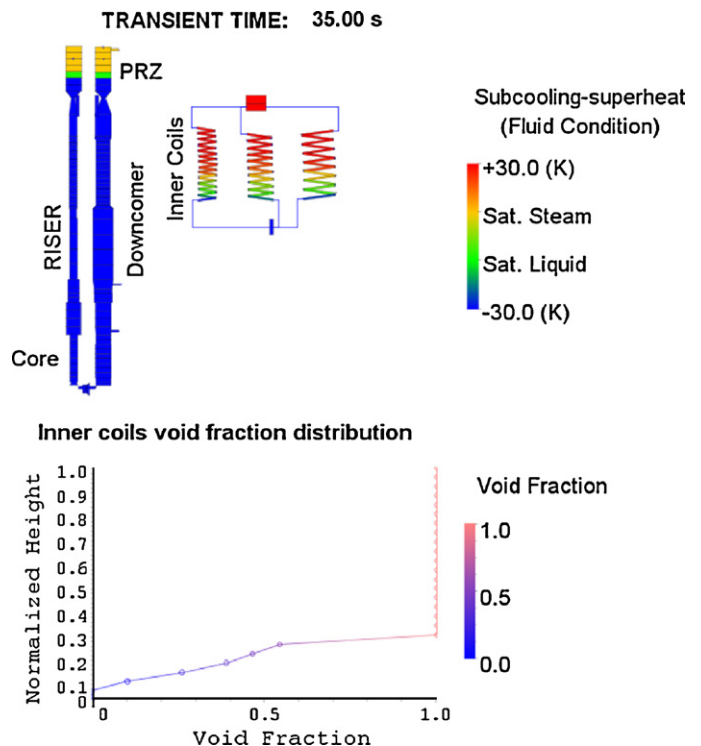 TRANSIENT TIME: 35.00 s
PRZ
Inner Coils
RISER
Downcomer
Core
Subcooling-superheat
(Fluid Condition)
+30.0 (K)
Sat. Steam
Sat. Liquid
-30.0 (K)
Inner coils void fraction distribution
Normalized Height
1.0
0.9
0.8
0.7
0.6
0.5
0.4
0.3
0.2
0.1
0
0
0.5
1.0
Void Fraction
Void Fraction
1.0
0.5
0.0